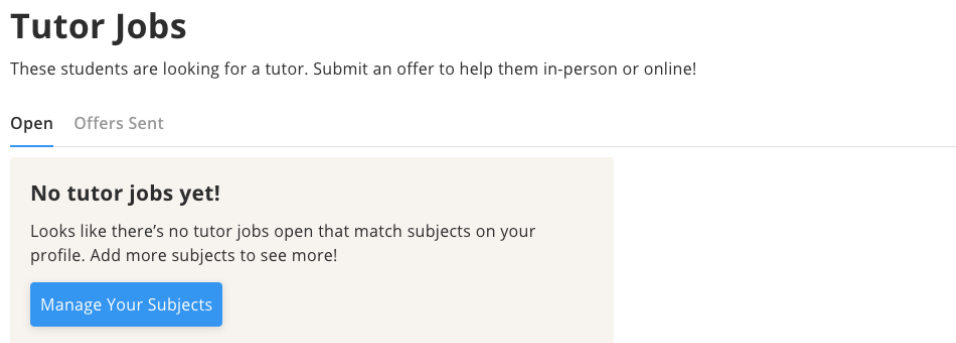 Tutor Jobs
These students are looking for a tutor. Submit an offer to help them in-person or online!
Open Offers Sent
No tutor jobs yet!
Looks like there’s no tutor jobs open that match subjects on your
profile. Add more subjects to see more!
Manage Your Subjects